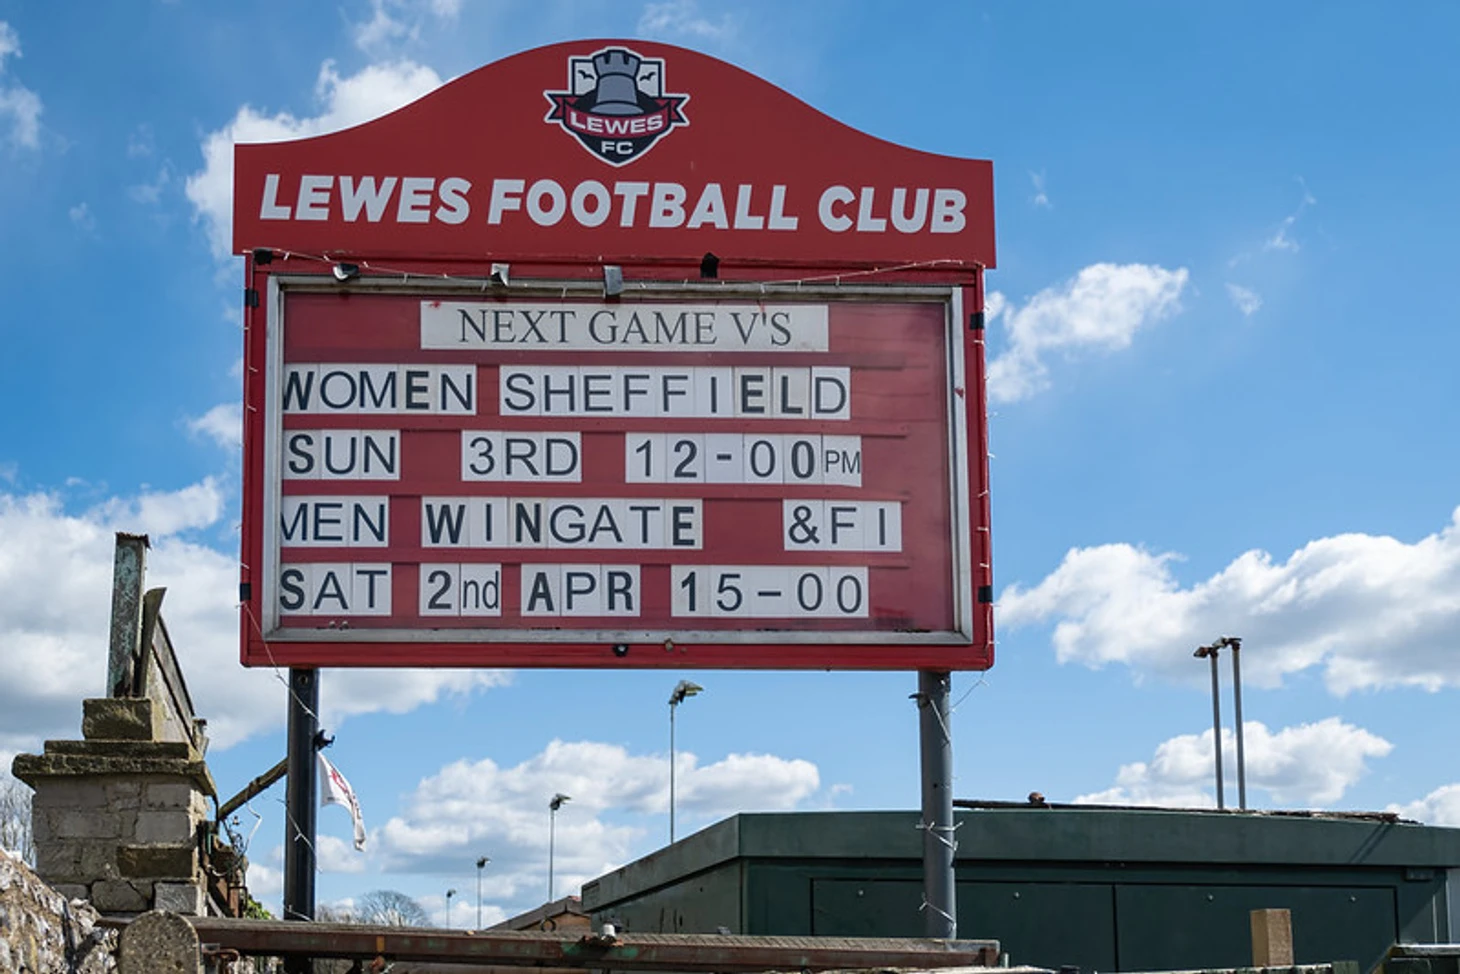 LEWES
FC
LEWES FOOTBALL CLUB
NEXT GAME V'S
WOMEN SHEFFIELD
SUN 3RD 12-00PM
MEN WINGATE &FI
SAT 2nd APR 15-00